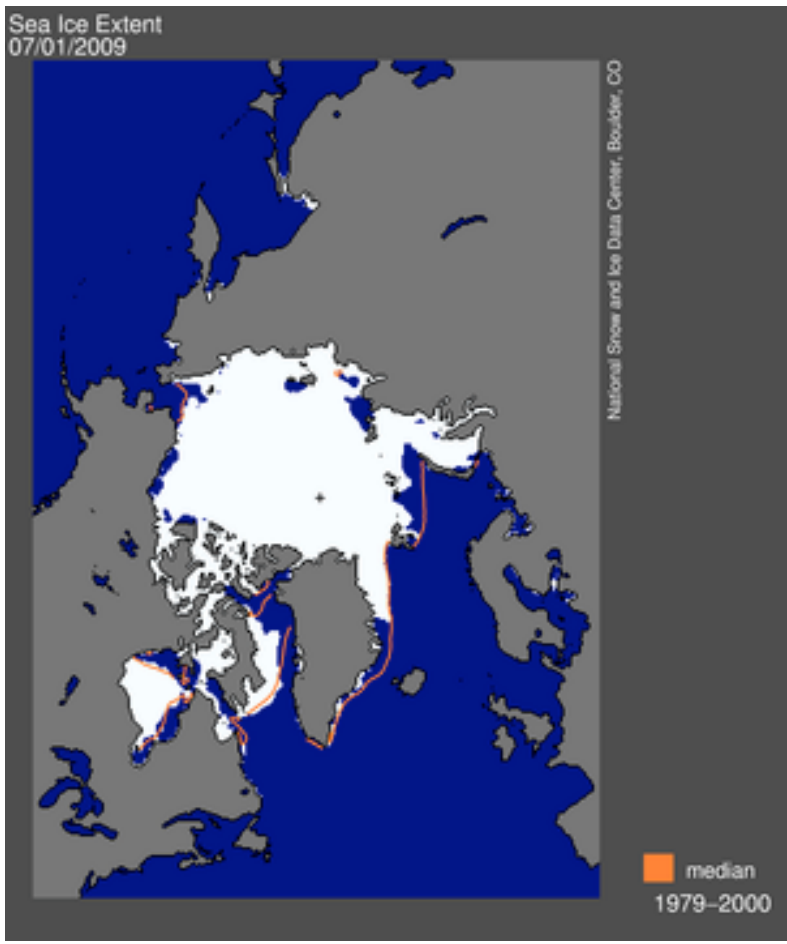 Sea Ice Extent
07/01/2009
National Snow and Ice Data Center, Boulder, CO
median
1979–2000